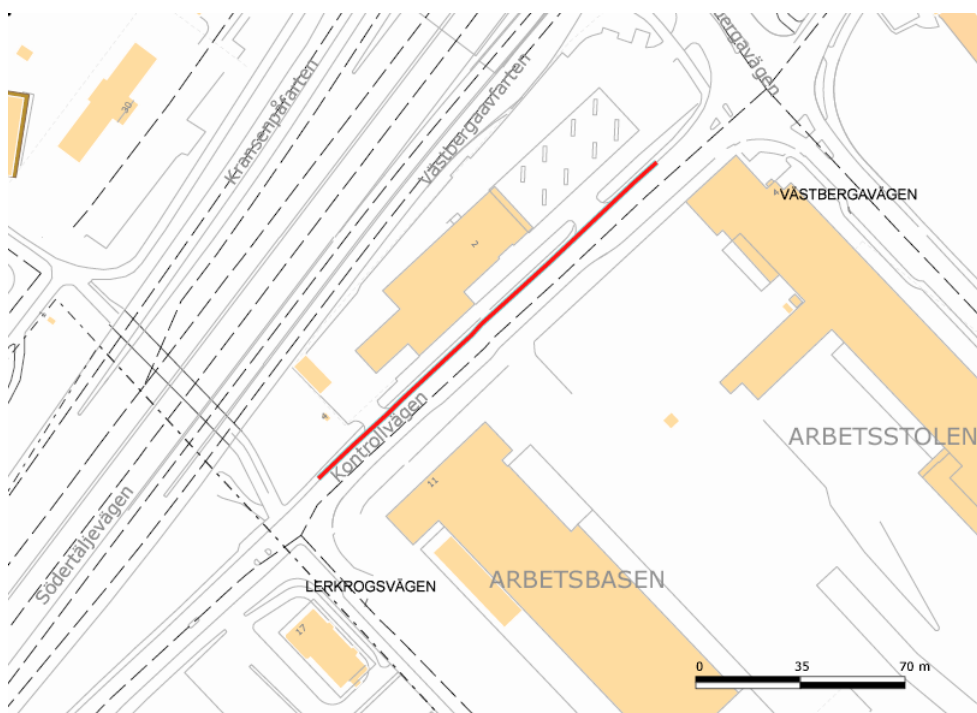 Kransenpåfarten
Västbergaavfarten
bergavägen
30
VÄSTBERGAVÄGEN
2
Kontrollvägen
ARBETSSTOLEN
11
Södertäljevägen
LERKROGSVÄGEN
ARBETSBASEN
17
0 35 70 m